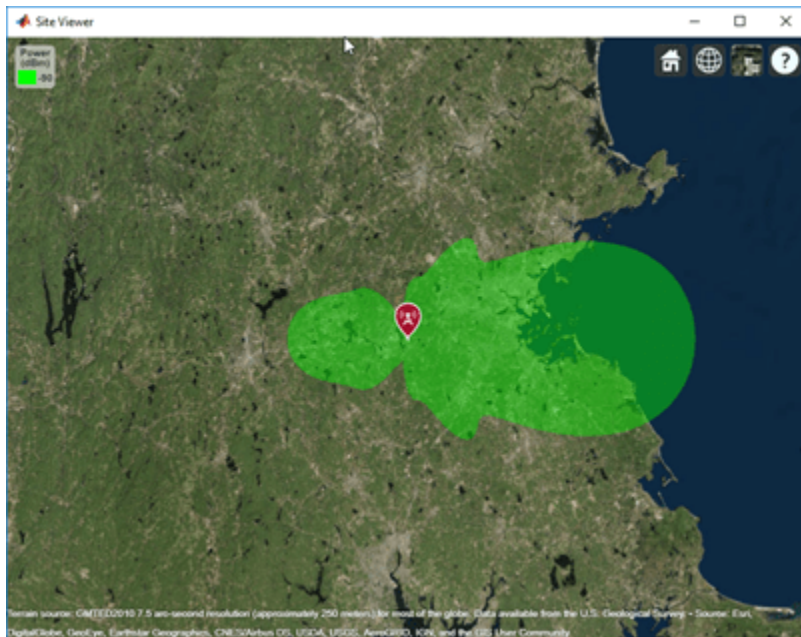 Site Viewer
Power
(dBm)
-90
?
Terrain source: GMTED2010 7.5 arc-second resolution (approximately 250 meters) for most of the globe. Data available from the U.S. Geological Survey. • Source: Esri,
DigitalGlobe, GeoEye, Earthstar Geographics, CNES/Airbus DS, USDA, USGS, AeroGRID, IGN, and the GIS User Community